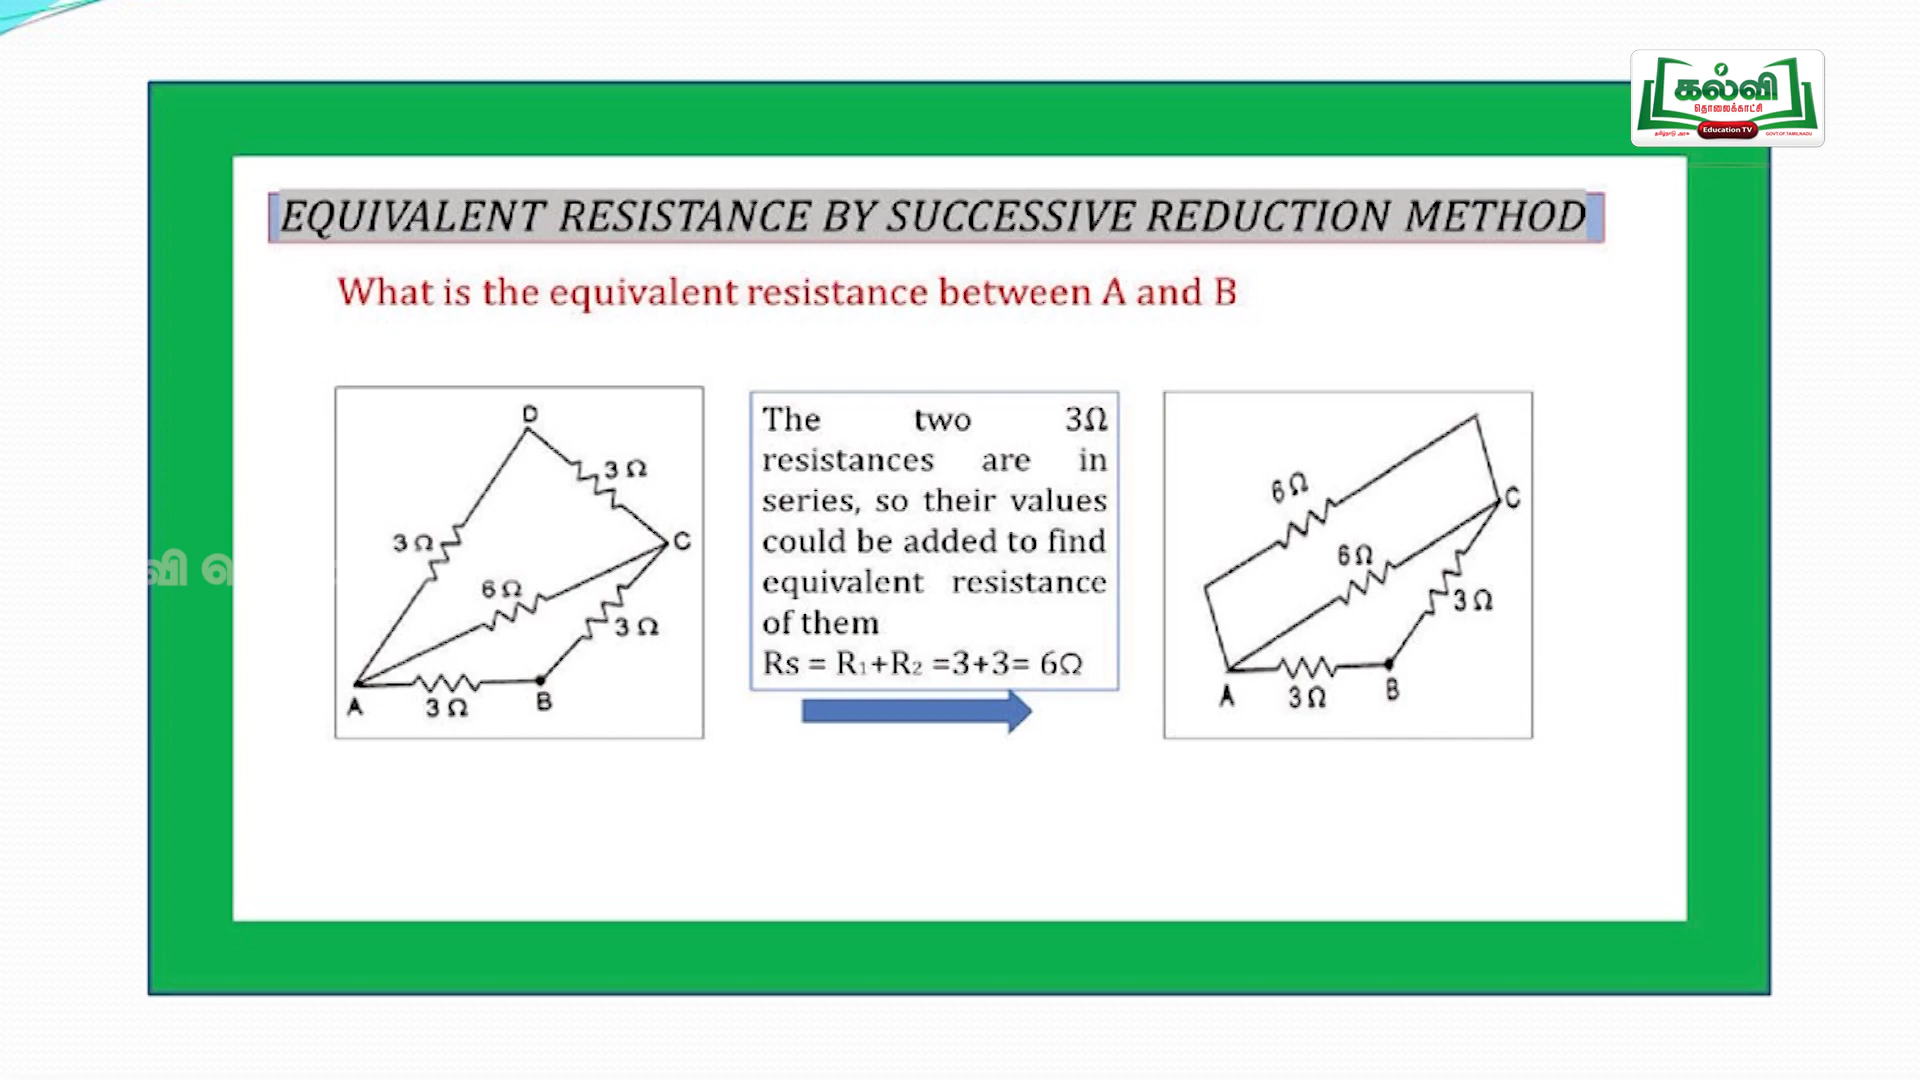 கல்வி
தொலைக்காட்சி
தமிழ்நாடு அரசு Education TV GOVT.OF TAMILNADU
EQUIVALENT RESISTANCE BY SUCCESSIVE REDUCTION METHOD
What is the equivalent resistance between A and B
D
3 Ω
3 Ω
C
6 Ω
3 Ω
A
3 Ω
B
The two 3Ω
resistances are in
series, so their values
could be added to find
equivalent resistance
of them
Rs = R₁+R₂ =3+3= 6Ω
6 Ω
C
6 Ω
3 Ω
A
3 Ω
B